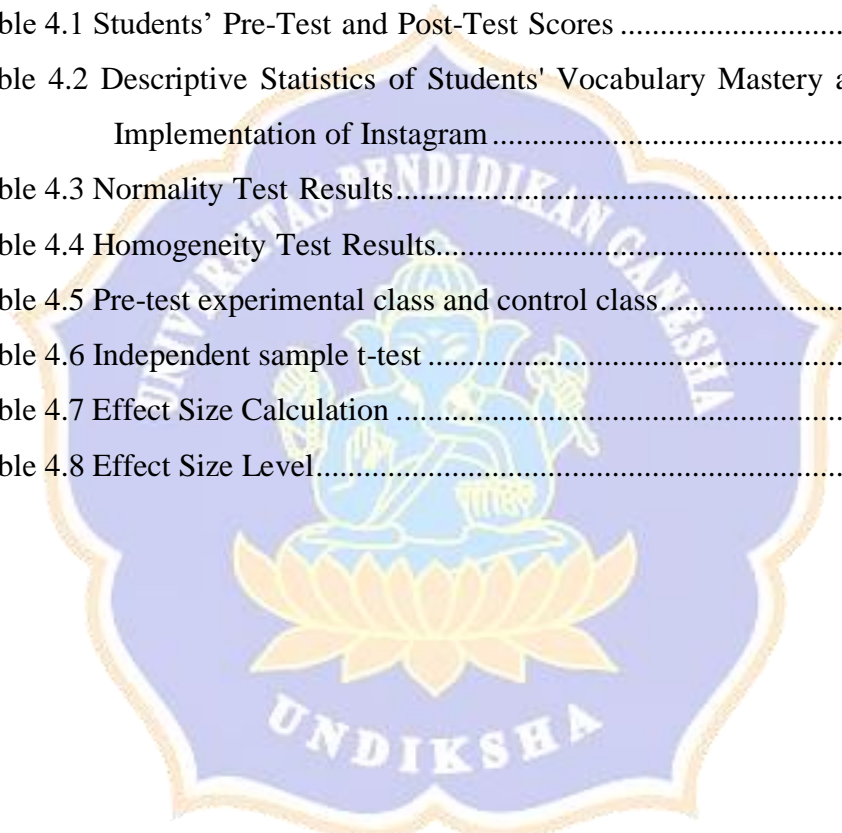 ble 4.1 Students’ Pre-Test and Post-Test Scores ........................................
ble 4.2 Descriptive Statistics of Students' Vocabulary Mastery a
Implementation of Instagram ........................................
ble 4.3 Normality Test Results........................................
ble 4.4 Homogeneity Test Results........................................
ble 4.5 Pre-test experimental class and control class........................................
ble 4.6 Independent sample t-test ........................................
ble 4.7 Effect Size Calculation ........................................
ble 4.8 Effect Size Level........................................
UNIVERSITAS PENDIDIKAN GANESHA
UNDIKSHA